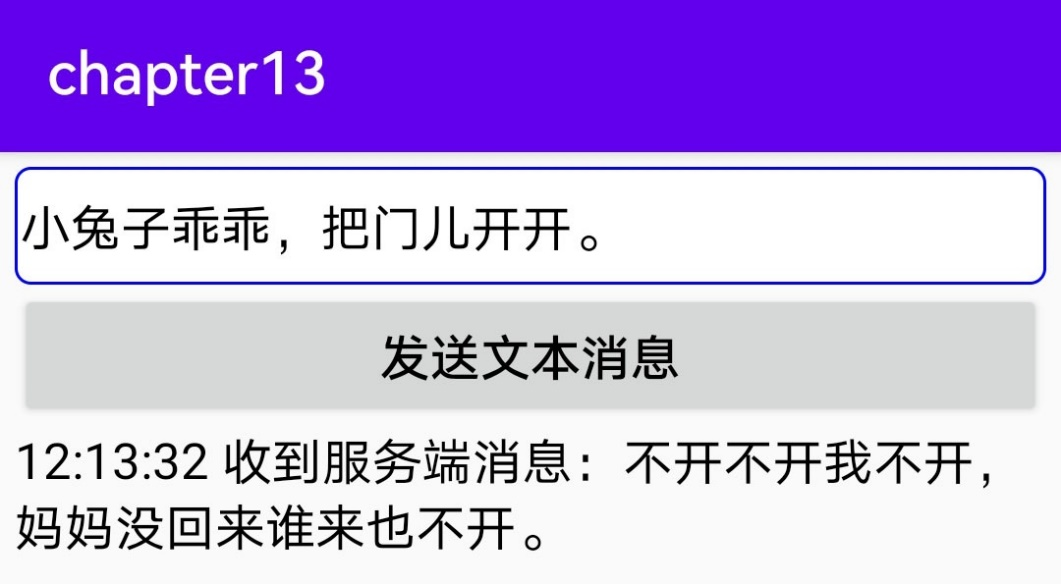 chapter13
小兔子乖乖，把门儿开开。
发送文本消息
12:13:32 收到服务端消息：不开不开我不开，
妈妈没回来谁来也不开。